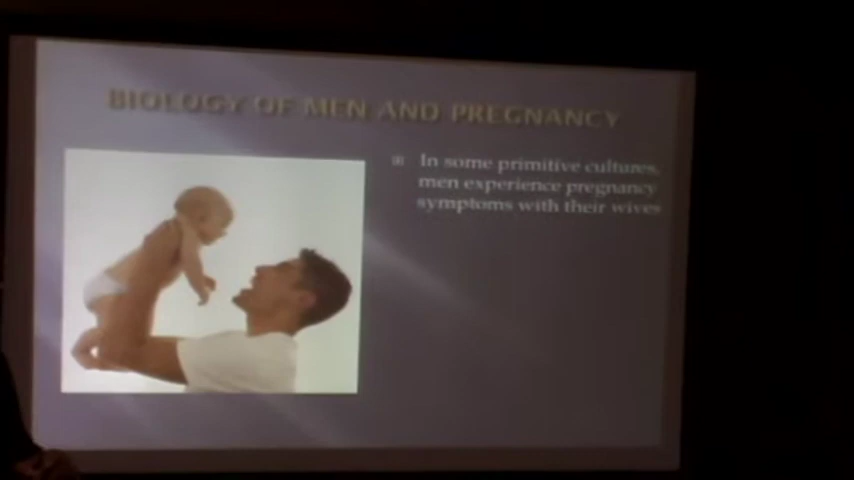 BIOLOGY OF MEN AND PREGNANCY
In some primitive cultures,
men experience pregnancy
symptoms with their wives